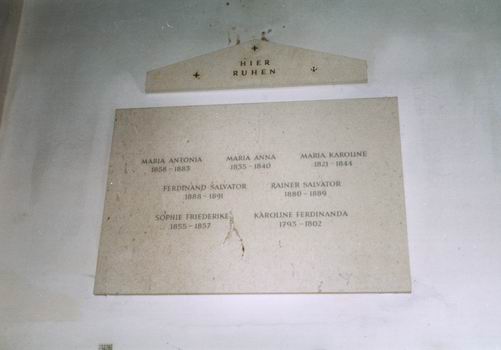 HIER
RUHEN
MARIA ANTONIA MARIA ANNA MARIA KAROLINE
1858 – 1883 1835 – 1840 1821 – 1844
FERDINAND SALVATOR RAINER SALVATOR
1888 – 1891 1880 – 1889
SOPHIE FRIEDERIKE KAROLINE FERDINANDA
1855 – 1857 1793 – 1802